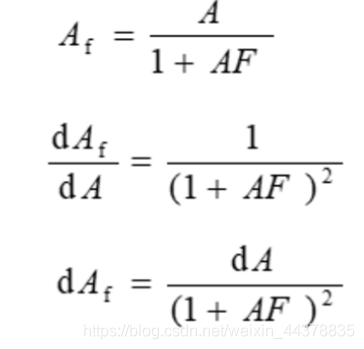 A_f = A / (1 + AF)
dA_f / dA = 1 / (1 + AF )^2
dA_f = dA / (1 + AF )^2
https://blog.csdn.net/weixin_44378835